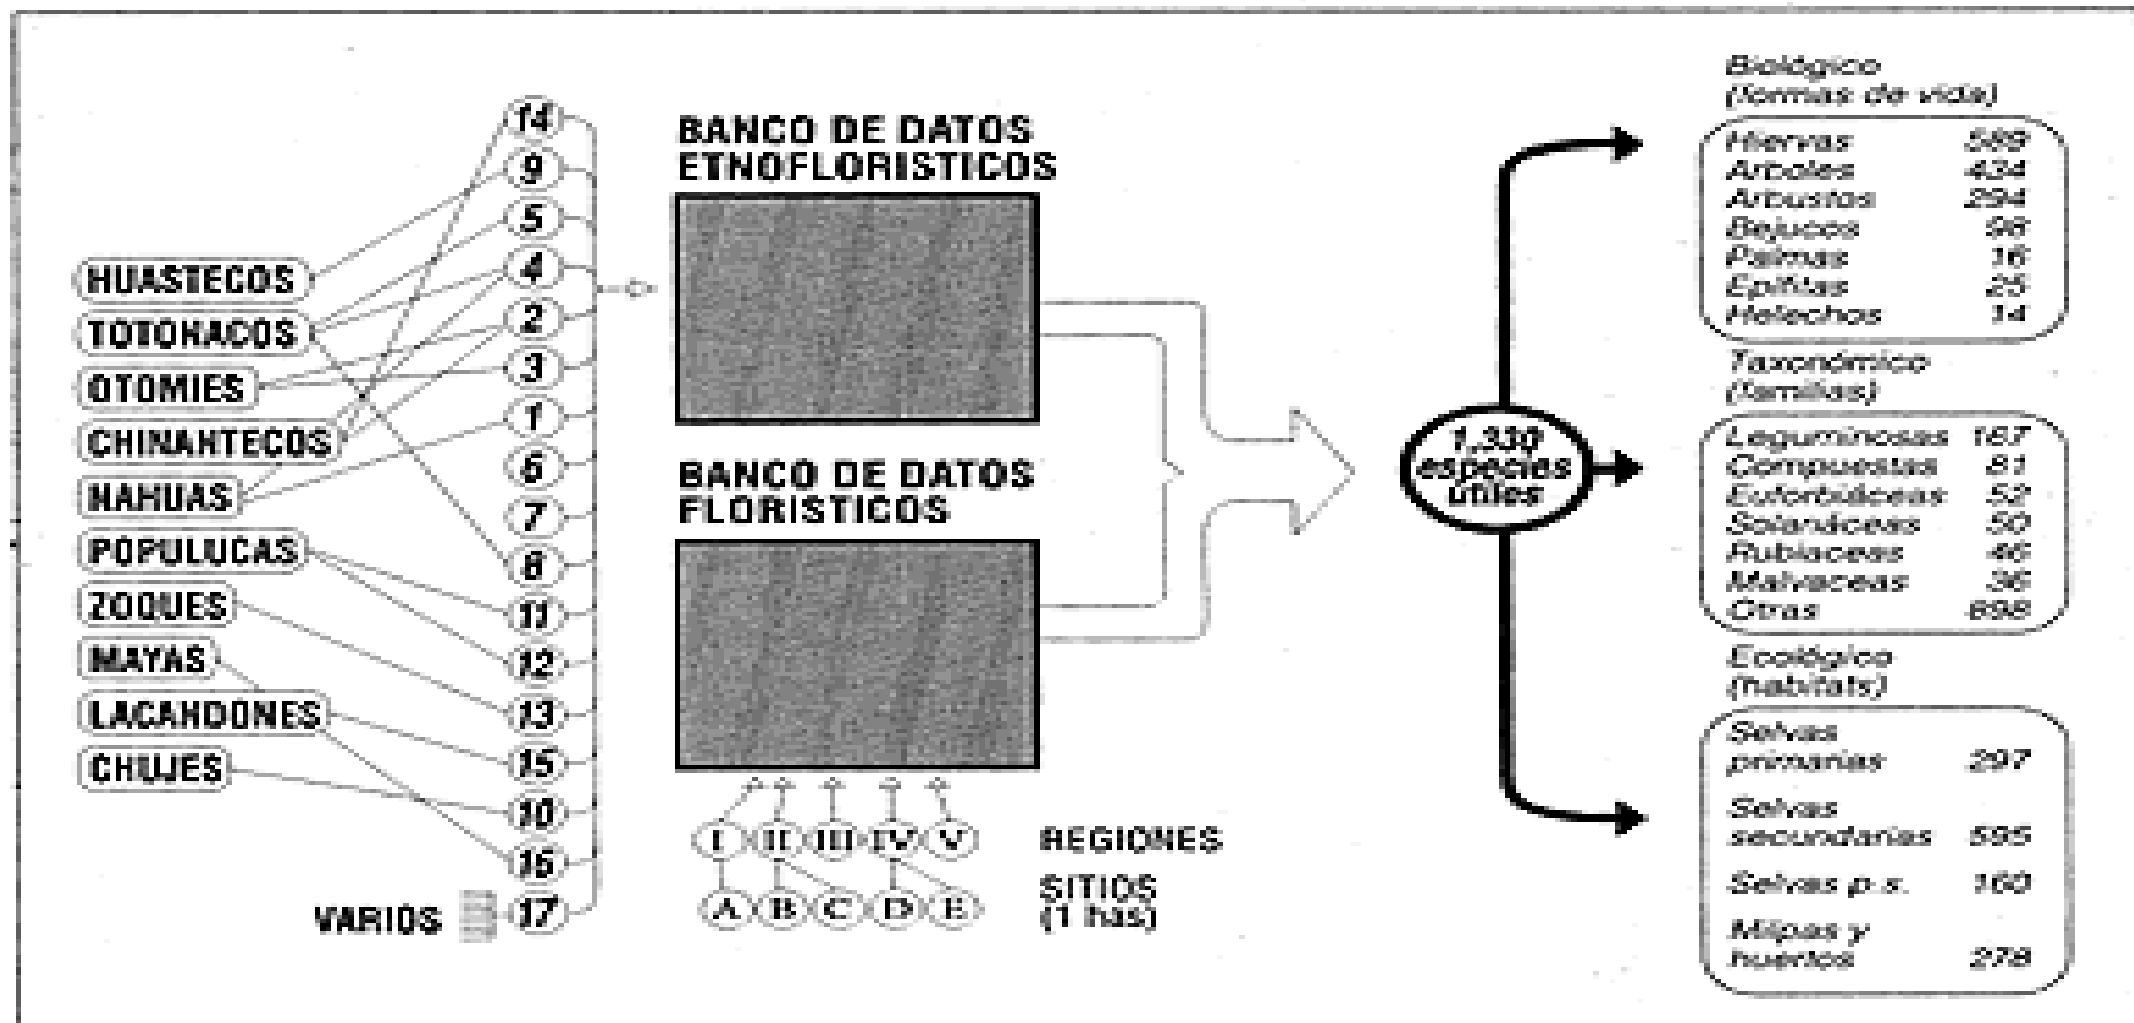 HUASTECOS
TOTONACOS
OTOMIES
CHINANTECOS
NAHUAS
POPULUCAS
ZOQUES
MAYAS
LACANDONES
CHUJES
VARIOS
14
9
5
4
2
3
1
6
7
8
11
12
13
15
10
16
17
BANCO DE DATOS
ETNOFLORISTICOS
BANCO DE DATOS
FLORISTICOS
I II III IV V REGIONES
A B C D E SITIOS
(1 has)
1,330
especies
útiles
Biológico
(formas de vida)
Hiervas 589
Arboles 434
Arbustos 294
Bejucos 98
Palmas 16
Epífitas 25
Helechos 14
Taxonómico
(familias)
Leguminosas 167
Compuestas 81
Euforbiáceas 52
Solanáceas 50
Rubiaceas 46
Malvaceas 36
Otras 898
Ecológico
(habitats)
Selvas
primarias 297
Selvas
secundarias 595
Selvas p.s. 160
Milpas y
huertos 278